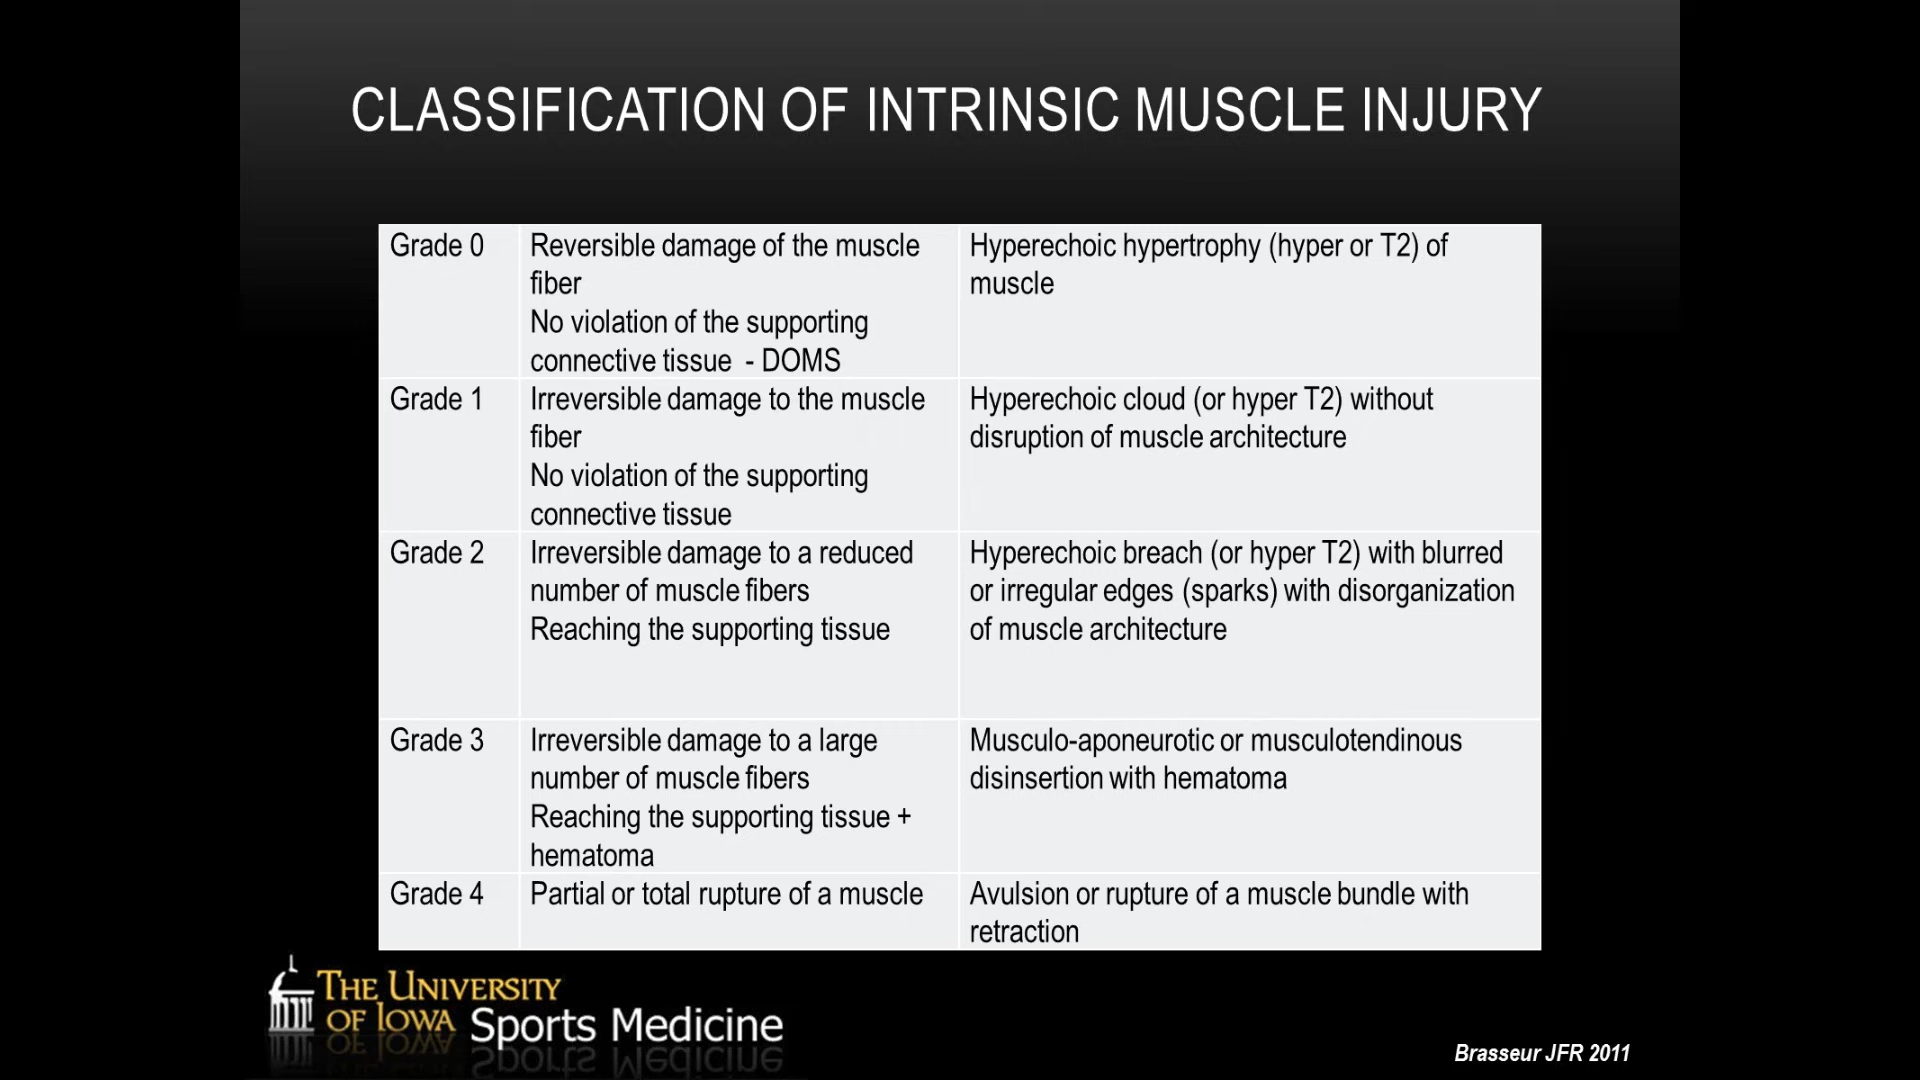 CLASSIFICATION OF INTRINSIC MUSCLE INJURY
Grade 0
Reversible damage of the muscle
fiber
No violation of the supporting
connective tissue - DOMS
Hyperechoic hypertrophy (hyper or T2) of
muscle
Grade 1
Irreversible damage to the muscle
fiber
No violation of the supporting
connective tissue
Hyperechoic cloud (or hyper T2) without
disruption of muscle architecture
Grade 2
Irreversible damage to a reduced
number of muscle fibers
Reaching the supporting tissue
Hyperechoic breach (or hyper T2) with blurred
or irregular edges (sparks) with disorganization
of muscle architecture
Grade 3
Irreversible damage to a large
number of muscle fibers
Reaching the supporting tissue +
hematoma
Musculo-aponeurotic or musculotendinous
disinsertion with hematoma
Grade 4
Partial or total rupture of a muscle
Avulsion or rupture of a muscle bundle with
retraction
THE UNIVERSITY
OF IOWA
Sports Medicine
Brasseur JFR 2011